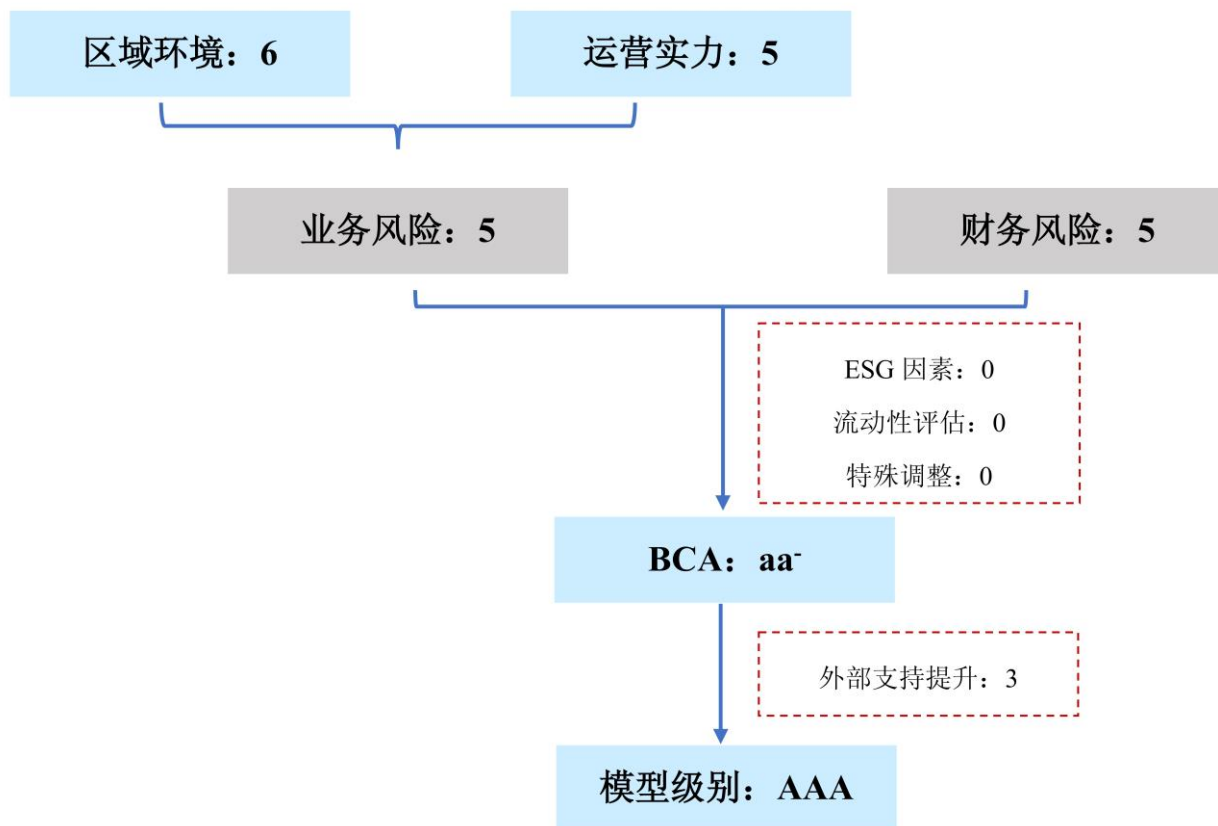 区域环境：6
运营实力：5
业务风险：5
财务风险：5
ESG 因素：0
流动性评估：0
特殊调整：0
BCA：aa⁻
外部支持提升：3
模型级别：AAA